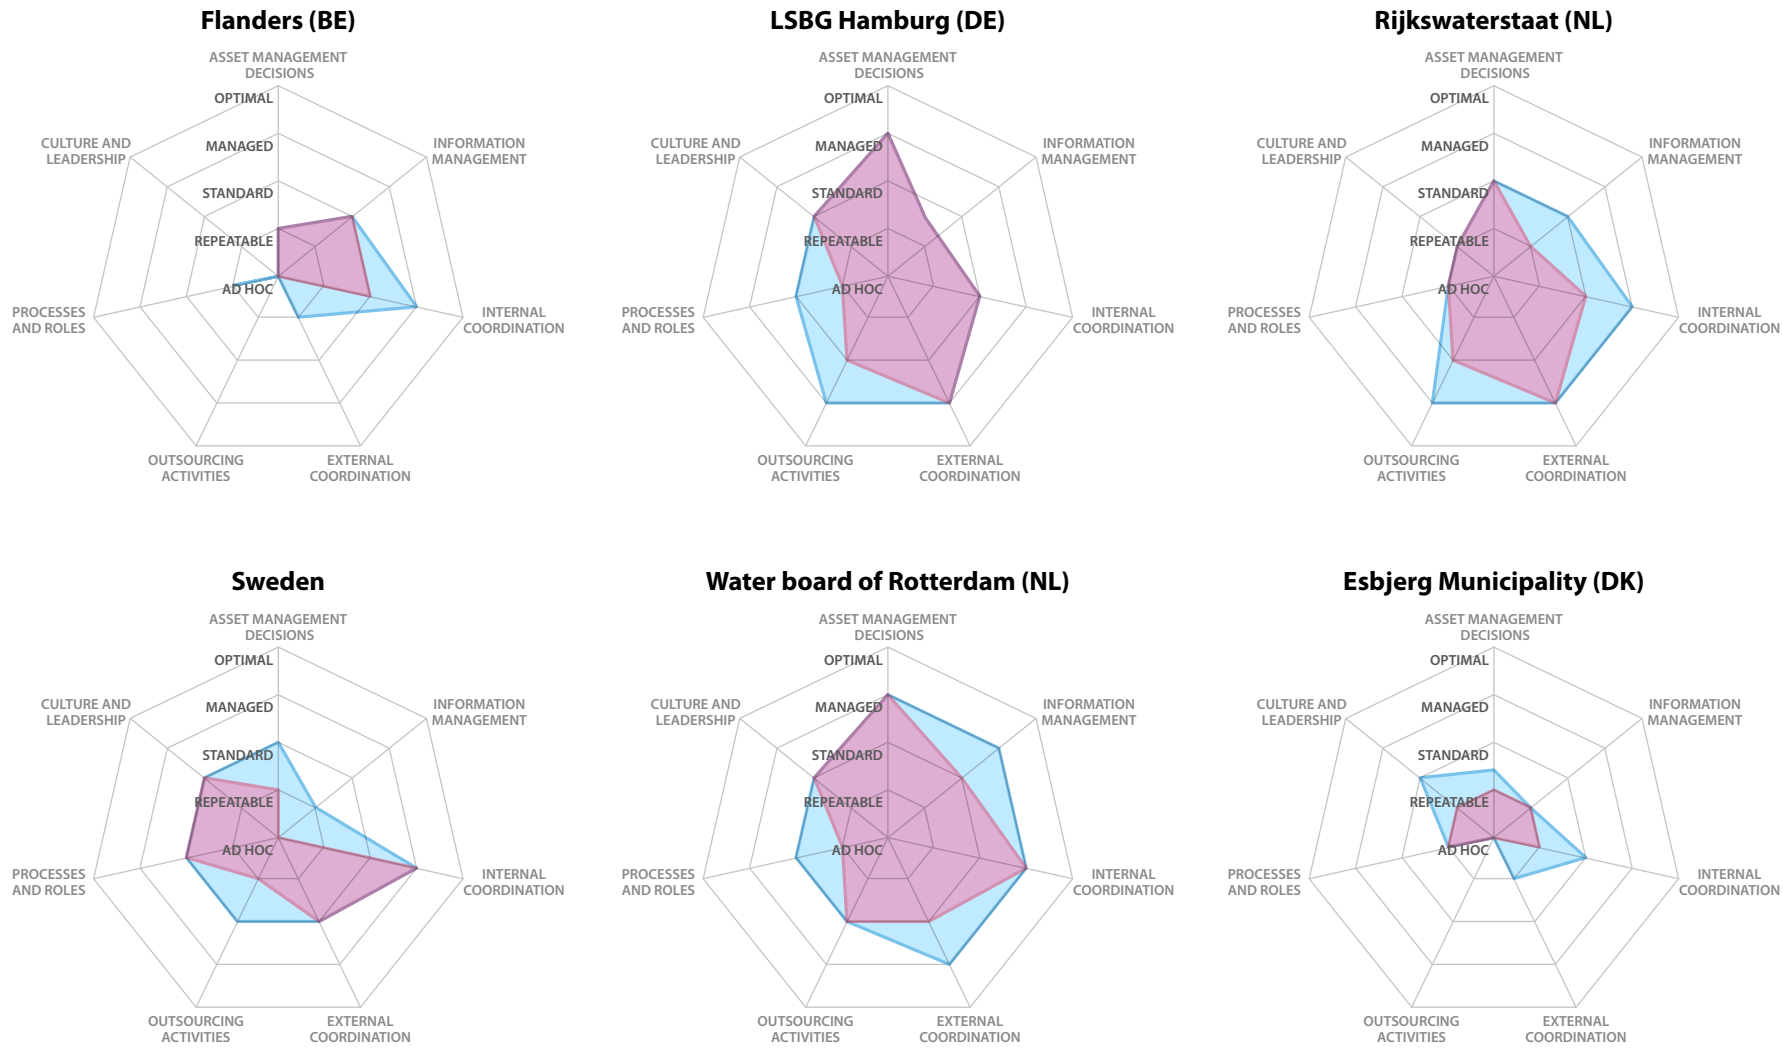 Flanders (BE)
ASSET MANAGEMENT
DECISIONS
OPTIMAL
MANAGED
STANDARD
REPEATABLE
AD HOC
INFORMATION
MANAGEMENT
INTERNAL
COORDINATION
EXTERNAL
COORDINATION
OUTSOURCING
ACTIVITIES
PROCESSES
AND ROLES
CULTURE AND
LEADERSHIP
LSBG Hamburg (DE)
ASSET MANAGEMENT
DECISIONS
OPTIMAL
MANAGED
STANDARD
REPEATABLE
AD HOC
INFORMATION
MANAGEMENT
INTERNAL
COORDINATION
EXTERNAL
COORDINATION
OUTSOURCING
ACTIVITIES
PROCESSES
AND ROLES
CULTURE AND
LEADERSHIP
Rijkswaterstaat (NL)
ASSET MANAGEMENT
DECISIONS
OPTIMAL
MANAGED
STANDARD
REPEATABLE
AD HOC
INFORMATION
MANAGEMENT
INTERNAL
COORDINATION
EXTERNAL
COORDINATION
OUTSOURCING
ACTIVITIES
PROCESSES
AND ROLES
CULTURE AND
LEADERSHIP
Sweden
ASSET MANAGEMENT
DECISIONS
OPTIMAL
MANAGED
STANDARD
REPEATABLE
AD HOC
INFORMATION
MANAGEMENT
INTERNAL
COORDINATION
EXTERNAL
COORDINATION
OUTSOURCING
ACTIVITIES
PROCESSES
AND ROLES
CULTURE AND
LEADERSHIP
Water board of Rotterdam (NL)
ASSET MANAGEMENT
DECISIONS
OPTIMAL
MANAGED
STANDARD
REPEATABLE
AD HOC
INFORMATION
MANAGEMENT
INTERNAL
COORDINATION
EXTERNAL
COORDINATION
OUTSOURCING
ACTIVITIES
PROCESSES
AND ROLES
CULTURE AND
LEADERSHIP
Esbjerg Municipality (DK)
ASSET MANAGEMENT
DECISIONS
OPTIMAL
MANAGED
STANDARD
REPEATABLE
AD HOC
INFORMATION
MANAGEMENT
INTERNAL
COORDINATION
EXTERNAL
COORDINATION
OUTSOURCING
ACTIVITIES
PROCESSES
AND ROLES
CULTURE AND
LEADERSHIP